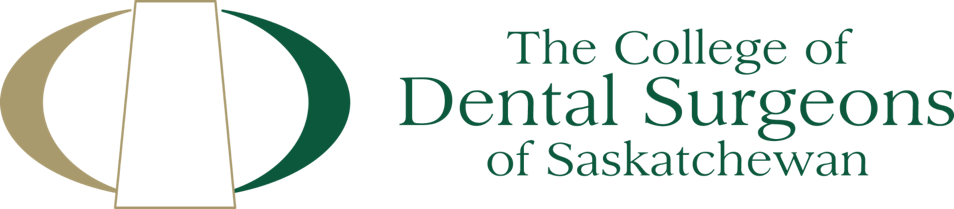 The College of
Dental Surgeons
of Saskatchewan